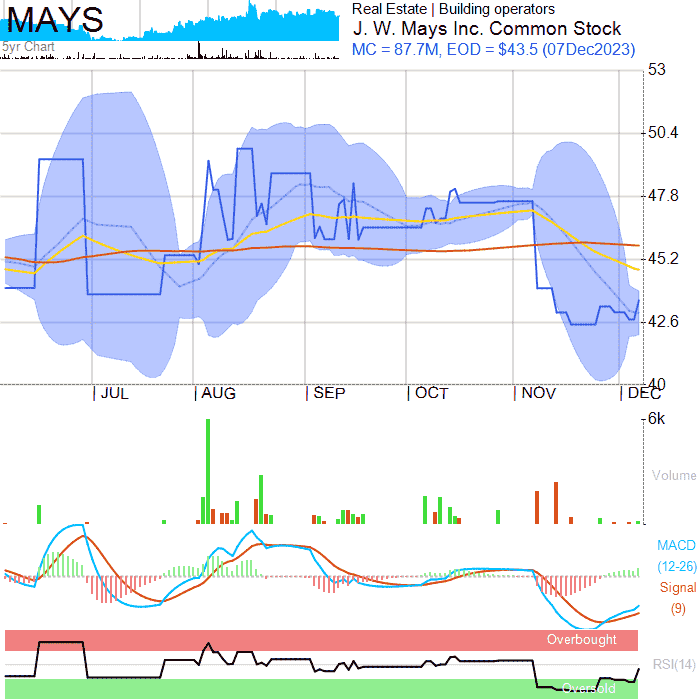 MAYS
5yr Chart
Real Estate | Building operators
J. W. Mays Inc. Common Stock
MC = 87.7M, EOD = $43.5 (07Dec2023)
53
50.4
47.8
45.2
42.6
40
JUL AUG SEP OCT NOV DEC
6k
Volume
MACD
(12-26)
Signal
(9)
Overbought
RSI(14)
Oversold